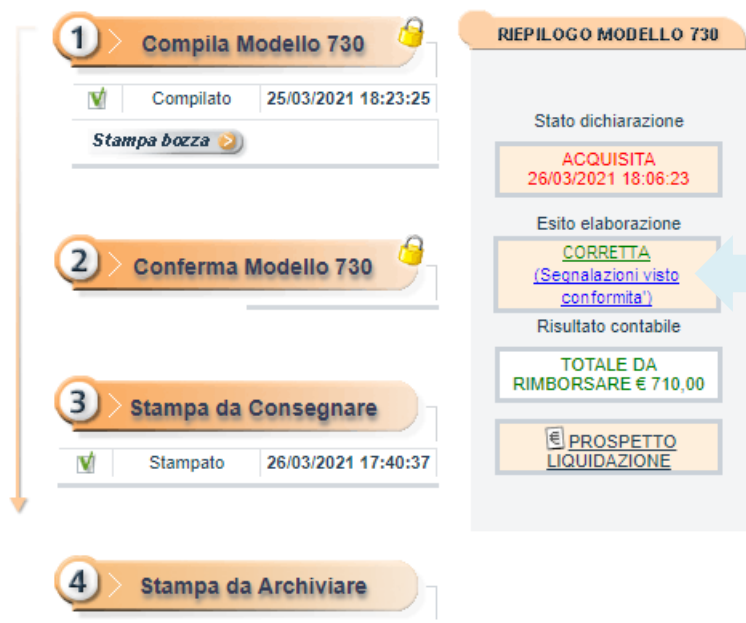 1 Compila Modello 730
Compilato 25/03/2021 18:23:25
Stampa bozza
2 Conferma Modello 730
3 Stampa da Consegnare
Stampato 26/03/2021 17:40:37
4 Stampa da Archiviare
RIEPILOGO MODELLO 730
Stato dichiarazione
ACQUISITA
26/03/2021 18:06:23
Esito elaborazione
CORRETTA
(Segnalazioni visto
conformita')
Risultato contabile
TOTALE DA
RIMBORSARE € 710,00
€ PROSPETTO
LIQUIDAZIONE